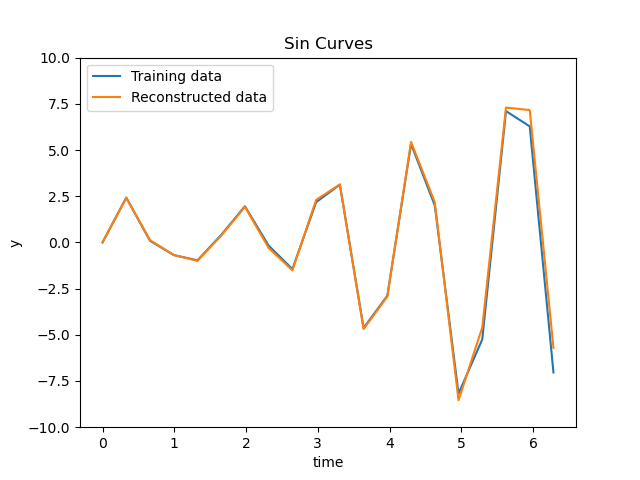 Sin Curves
Training data
Reconstructed data
10.0
7.5
5.0
2.5
0.0
−2.5
−5.0
−7.5
−10.0
y
0 1 2 3 4 5 6
time